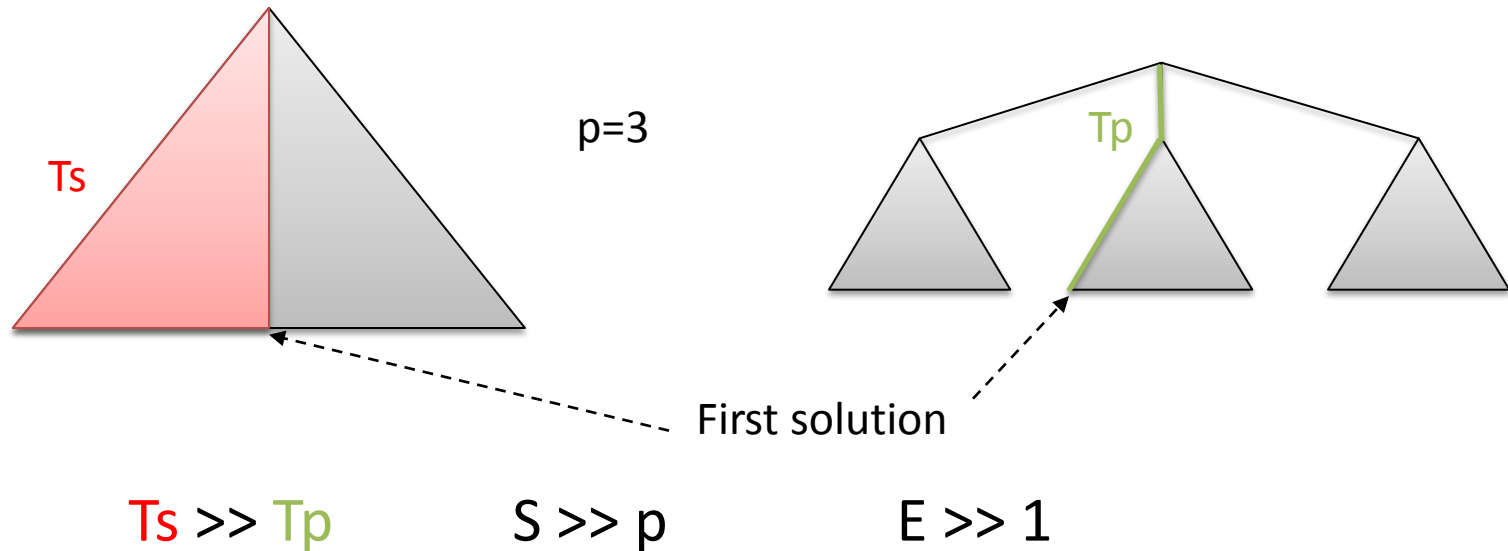 p=3
Tp
Ts
First solution
Ts >> Tp S >> p E >> 1